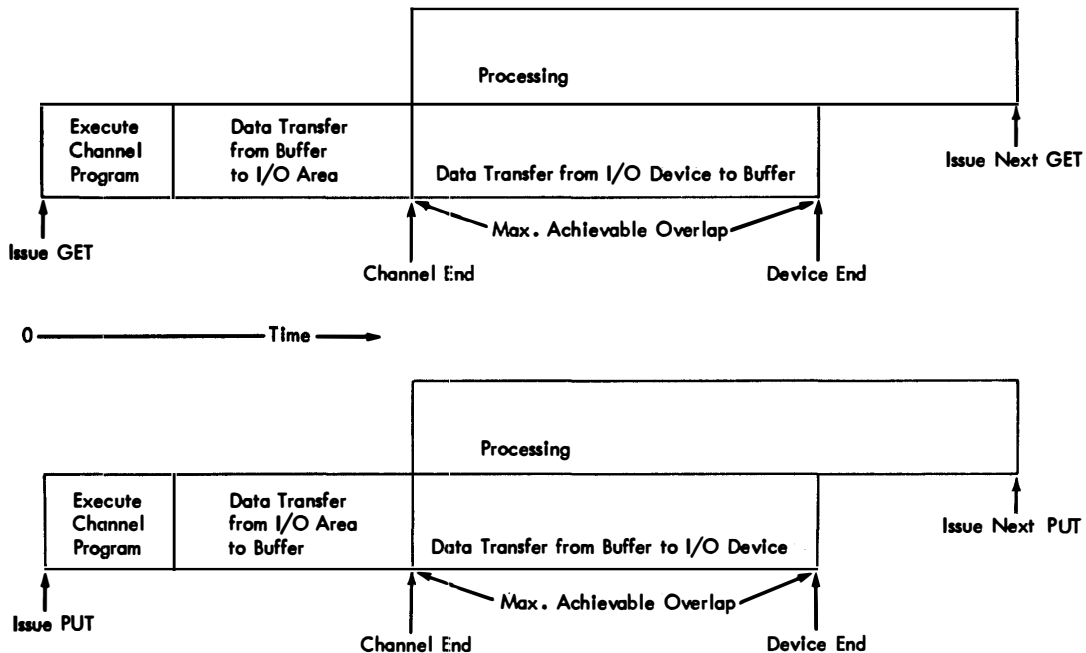 Processing
Execute
Channel
Program
Data Transfer
from Buffer
to I/O Area
Data Transfer from I/O Device to Buffer
Issue Next GET
Max. Achievable Overlap
Issue GET
Channel End
Device End
0
Time
Processing
Execute
Channel
Program
Data Transfer
from I/O Area
to Buffer
Data Transfer from Buffer to I/O Device
Issue Next PUT
Max. Achievable Overlap
Issue PUT
Channel End
Device End